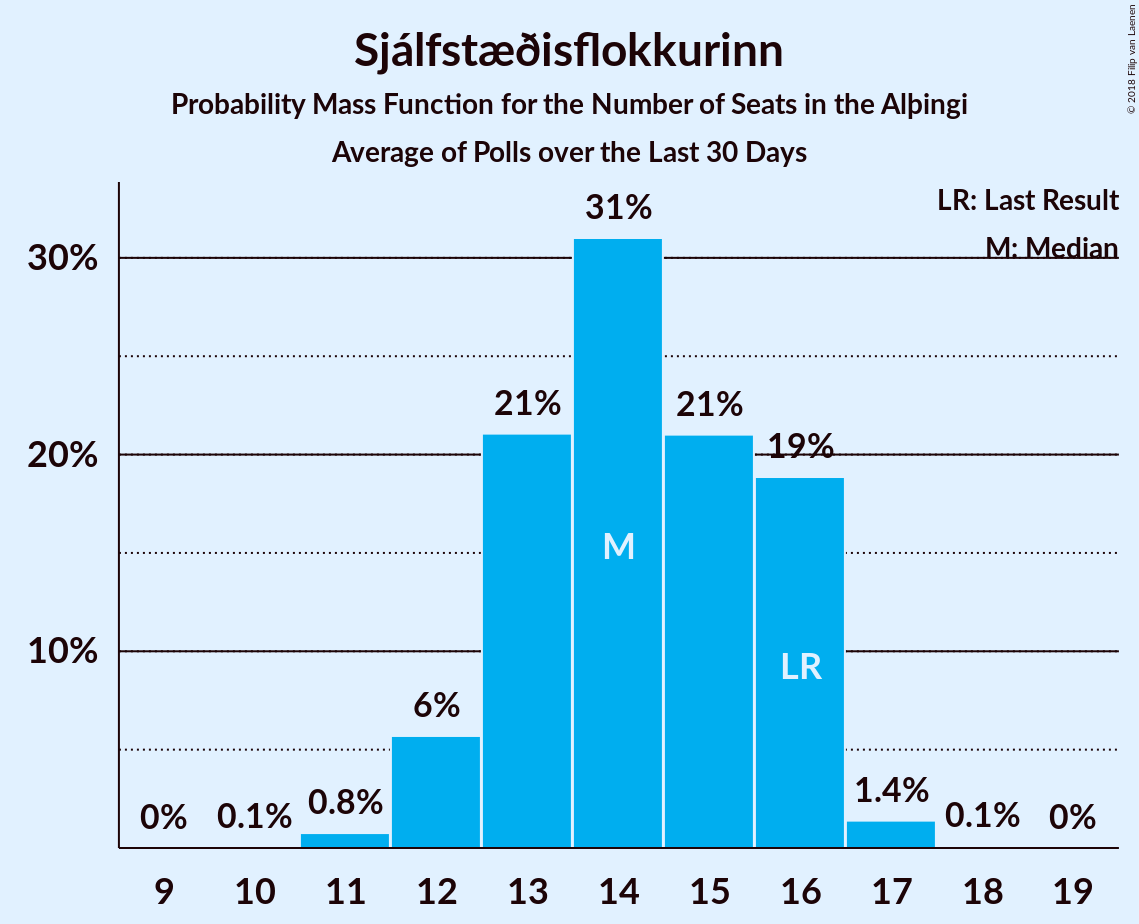 Sjálfstæðisflokkurinn
Probability Mass Function for the Number of Seats in the Alþingi
Average of Polls over the Last 30 Days
© 2018 Filip van Laenen
LR: Last Result
M: Median
30%
20%
10%
0%
0.1%
0.8%
6%
21%
31%
21%
19%
1.4%
0.1%
0%
M
LR
9 10 11 12 13 14 15 16 17 18 19